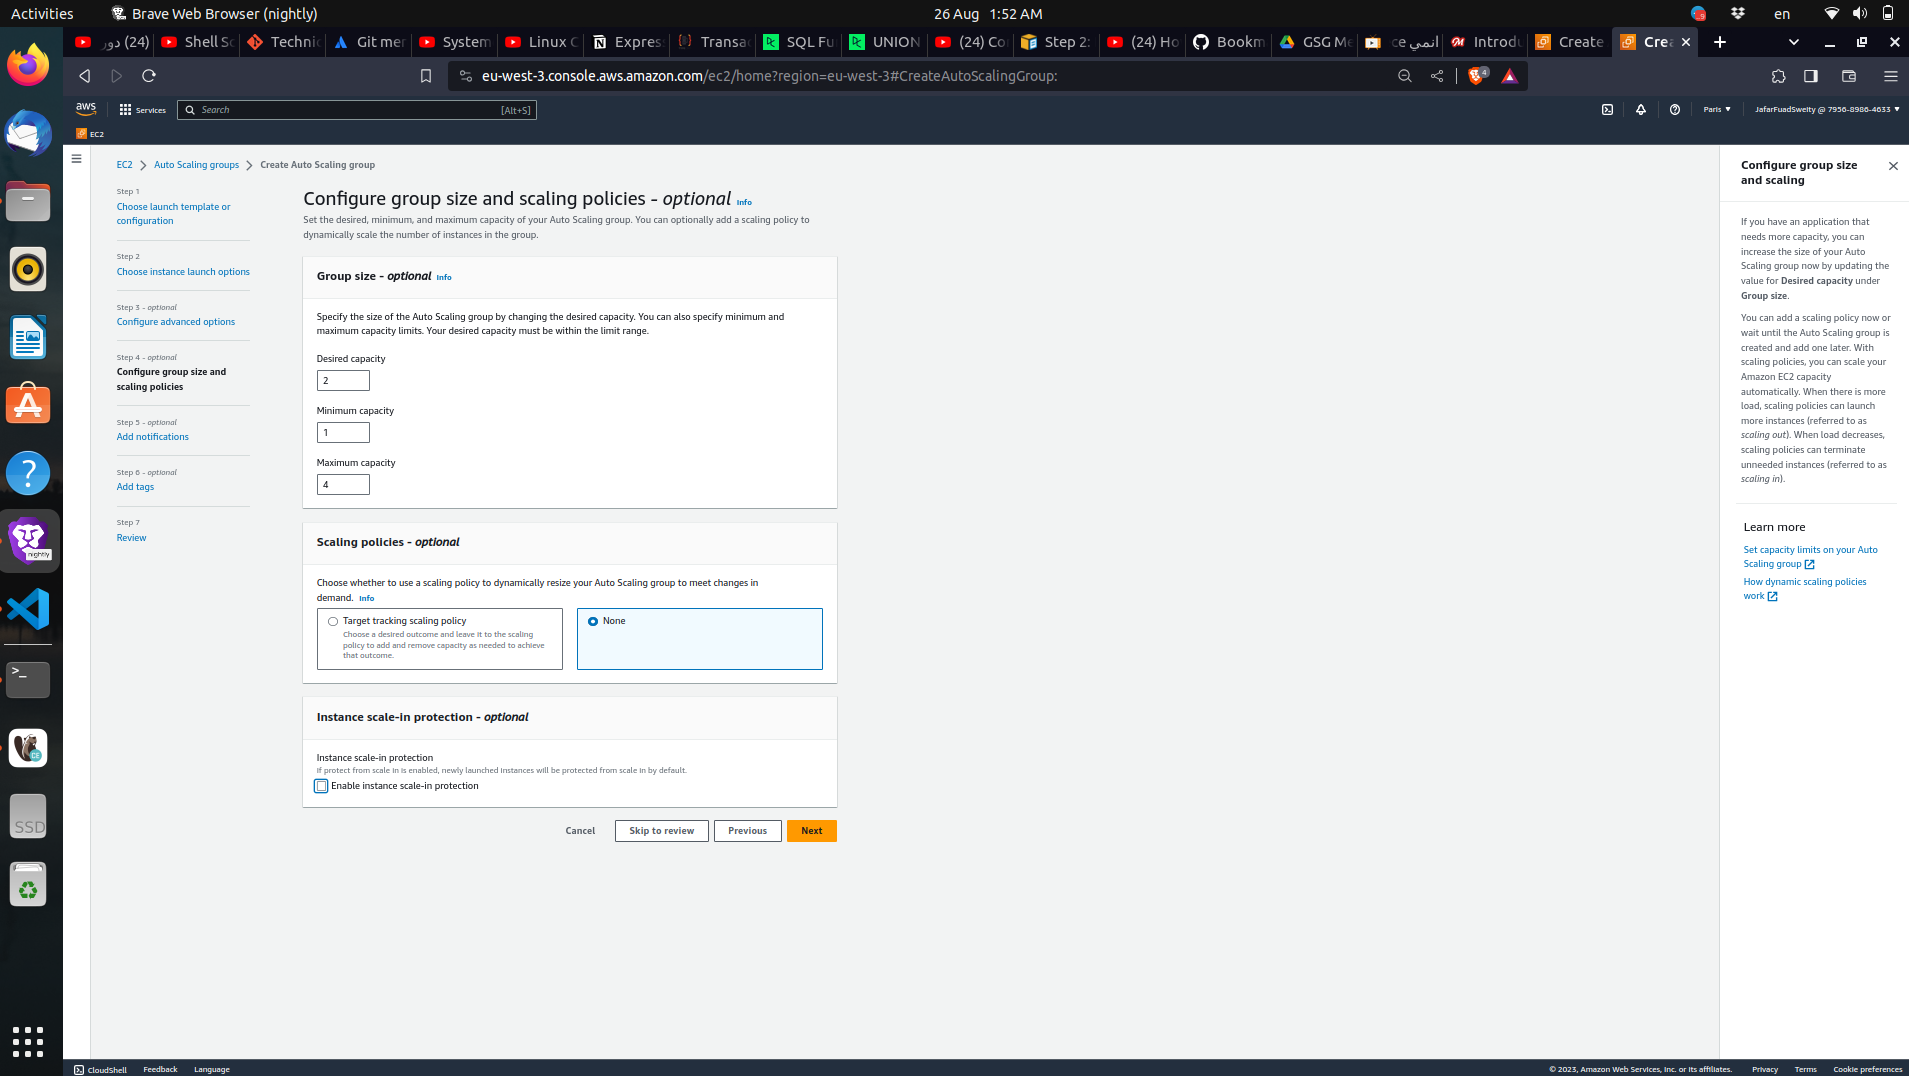 Activities
Brave Web Browser (nightly)
26 Aug 1:52 AM
en
(24) دور
Shell Sc
Technic
Git mer
System
Linux C
Expres
Transac
SQL Fu
UNION
(24) Co
Step 2:
(24) Ho
Bookm
GSG Me
انمي ce
Introdu
Create
Crea
eu-west-3.console.aws.amazon.com/ec2/home?region=eu-west-3#CreateAutoScalingGroup:
4
aws
Services
Search
[Alt+S]
Paris
JafarFuadSweity @ 7956-8986-4633
EC2
EC2
Auto Scaling groups
Create Auto Scaling group
Step 1
Choose launch template or
configuration
Step 2
Choose instance launch options
Step 3 - optional
Configure advanced options
Step 4 - optional
Configure group size and
scaling policies
Step 5 - optional
Add notifications
Step 6 - optional
Add tags
Step 7
Review
Configure group size and scaling policies - optional Info
Set the desired, minimum, and maximum capacity of your Auto Scaling group. You can optionally add a scaling policy to
dynamically scale the number of instances in the group.
Group size - optional Info
Specify the size of the Auto Scaling group by changing the desired capacity. You can also specify minimum and
maximum capacity limits. Your desired capacity must be within the limit range.
Desired capacity
2
Minimum capacity
1
Maximum capacity
4
Scaling policies - optional
Choose whether to use a scaling policy to dynamically resize your Auto Scaling group to meet changes in
demand. Info
Target tracking scaling policy
Choose a desired outcome and leave it to the scaling
policy to add and remove capacity as needed to achieve
that outcome.
None
Instance scale-in protection - optional
Instance scale-in protection
If protect from scale in is enabled, newly launched instances will be protected from scale in by default.
Enable instance scale-in protection
Cancel
Skip to review
Previous
Next
Configure group size
and scaling
If you have an application that
needs more capacity, you can
increase the size of your Auto
Scaling group now by updating the
value for Desired capacity under
Group size.
You can add a scaling policy now or
wait until the Auto Scaling group is
created and add one later. With
scaling policies, you can scale your
Amazon EC2 capacity
automatically. When there is more
load, scaling policies can launch
more instances (referred to as
scaling out). When load decreases,
scaling policies can terminate
unneeded instances (referred to as
scaling in).
Learn more
Set capacity limits on your Auto
Scaling group
How dynamic scaling policies
work
nightly
>_
SSD
CloudShell
Feedback
Language
© 2023, Amazon Web Services, Inc. or its affiliates.
Privacy
Terms
Cookie preferences